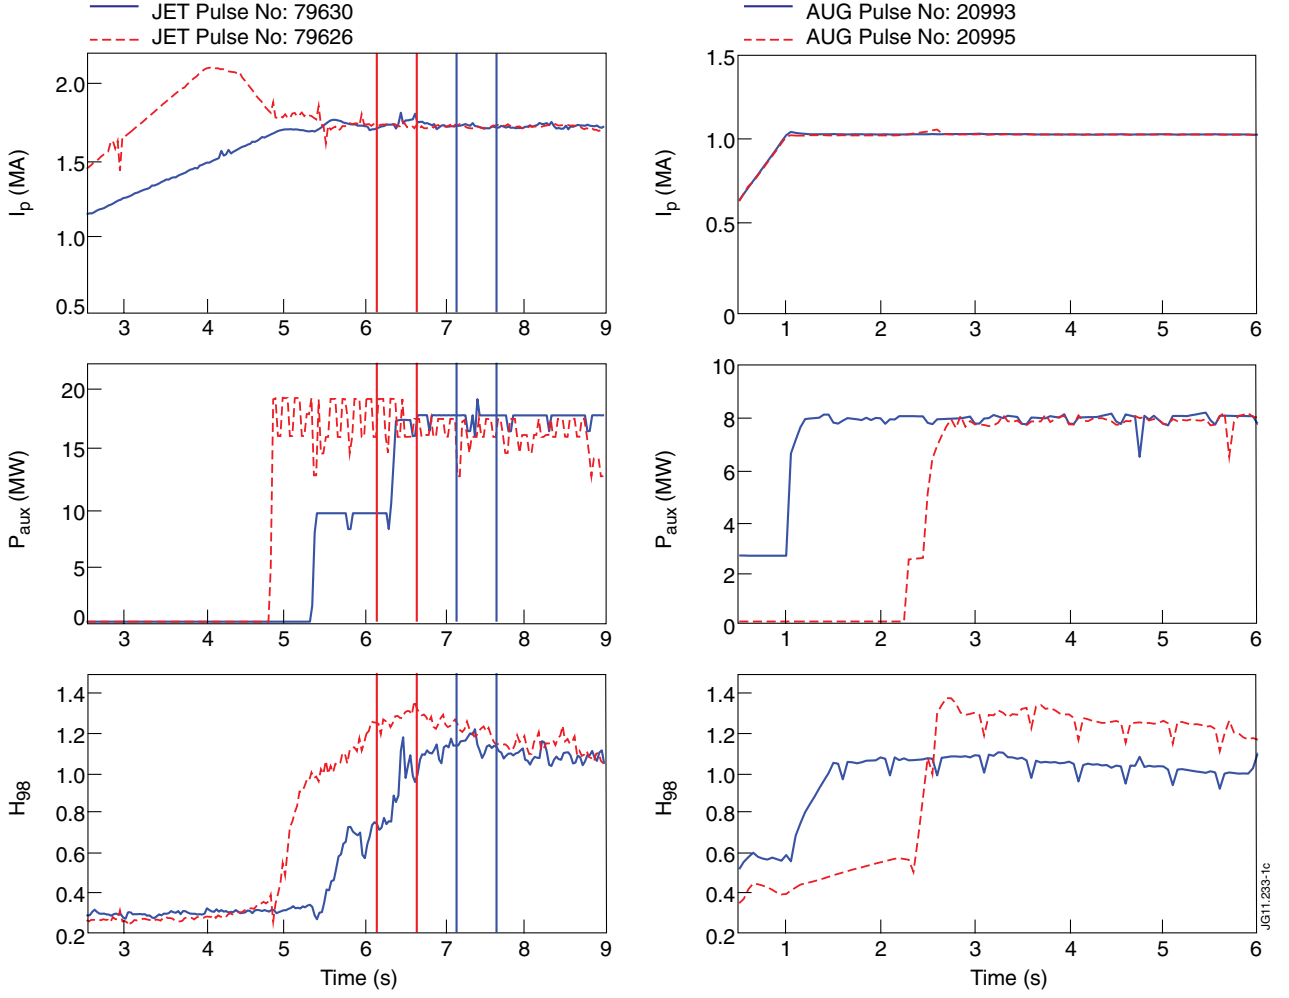 JET Pulse No: 79630
JET Pulse No: 79626
2.0
1.5
1.0
0.5
Ip (MA)
3 4 5 6 7 8 9
20
15
10
5
0
Paux (MW)
3 4 5 6 7 8 9
1.4
1.2
1.0
0.8
0.6
0.4
0.2
H98
3 4 5 6 7 8 9
Time (s)
AUG Pulse No: 20993
AUG Pulse No: 20995
1.5
1.0
0.5
0
Ip (MA)
1 2 3 4 5 6
10
8
6
4
2
0
Paux (MW)
1 2 3 4 5 6
1.4
1.2
1.0
0.8
0.6
0.4
0.2
H98
1 2 3 4 5 6
Time (s)
JG11.233-1c